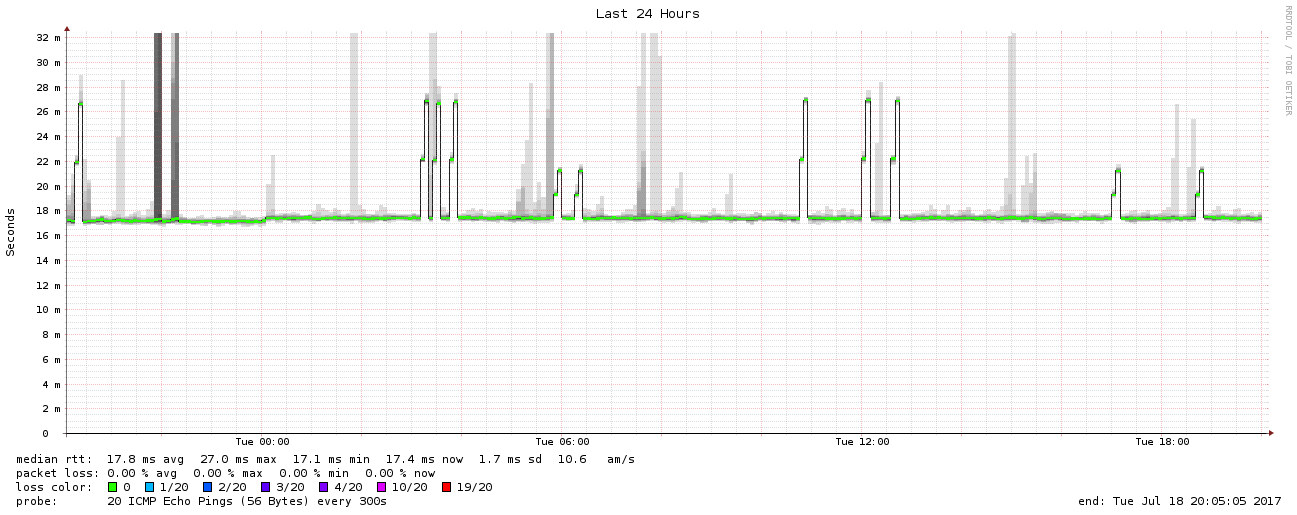 Last 24 Hours
RRDTOOL / TOBI OETIKER
Seconds
32 m
30 m
28 m
26 m
24 m
22 m
20 m
18 m
16 m
14 m
12 m
10 m
8 m
6 m
4 m
2 m
0
Tue 00:00 Tue 06:00 Tue 12:00 Tue 18:00
median rtt: 17.8 ms avg 27.0 ms max 17.1 ms min 17.4 ms now 1.7 ms sd 10.6 am/s
packet loss: 0.00 % avg 0.00 % max 0.00 % min 0.00 % now
loss color: 0 1/20 2/20 3/20 4/20 10/20 19/20
probe: 20 ICMP Echo Pings (56 Bytes) every 300s end: Tue Jul 18 20:05:05 2017